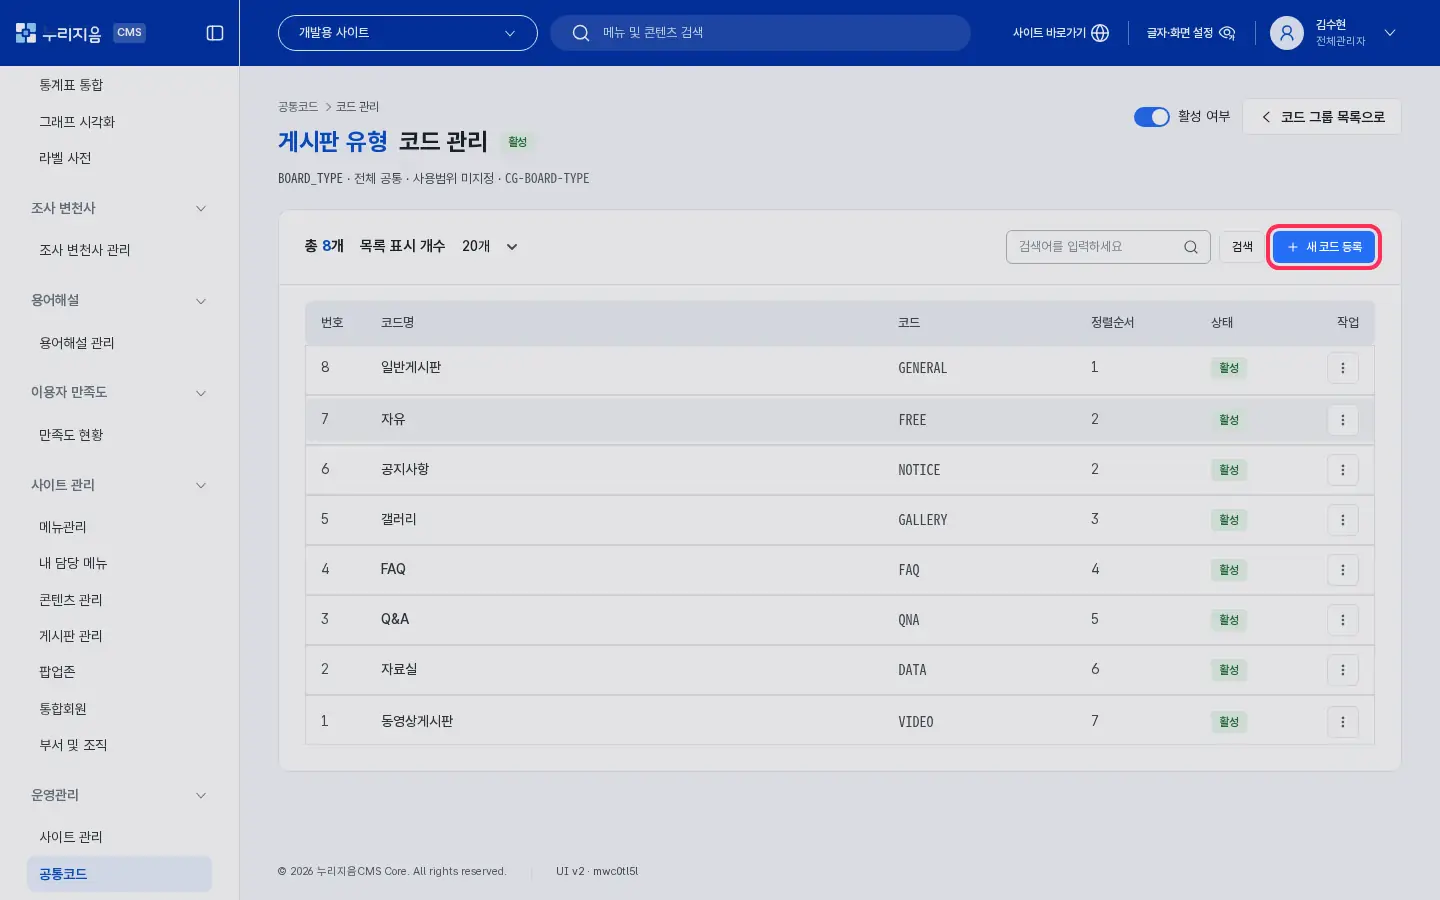 누리지음 CMS
개발용 사이트
메뉴 및 콘텐츠 검색
사이트 바로가기
글자·화면 설정
김수현
전체관리자
통계표 통합
그래프 시각화
라벨 사전
조사 변천사
조사 변천사 관리
용어해설
용어해설 관리
이용자 만족도
만족도 현황
사이트 관리
메뉴관리
내 담당 메뉴
콘텐츠 관리
게시판 관리
팝업존
통합회원
부서 및 조직
운영관리
사이트 관리
공통코드
공통코드 > 코드 관리
게시판 유형 코드 관리 활성
BOARD_TYPE · 전체 공통 · 사용범위 미지정 · CG-BOARD-TYPE
활성 여부
코드 그룹 목록으로
총 8개 목록 표시 개수 20개
검색어를 입력하세요
검색
+ 새 코드 등록
번호 코드명 코드 정렬순서 상태 작업
8 일반게시판 GENERAL 1 활성
7 자유 FREE 2 활성
6 공지사항 NOTICE 2 활성
5 갤러리 GALLERY 3 활성
4 FAQ FAQ 4 활성
3 Q&A QNA 5 활성
2 자료실 DATA 6 활성
1 동영상게시판 VIDEO 7 활성
© 2026 누리지음CMS Core. All rights reserved.
UI v2 · mwc0tl5l